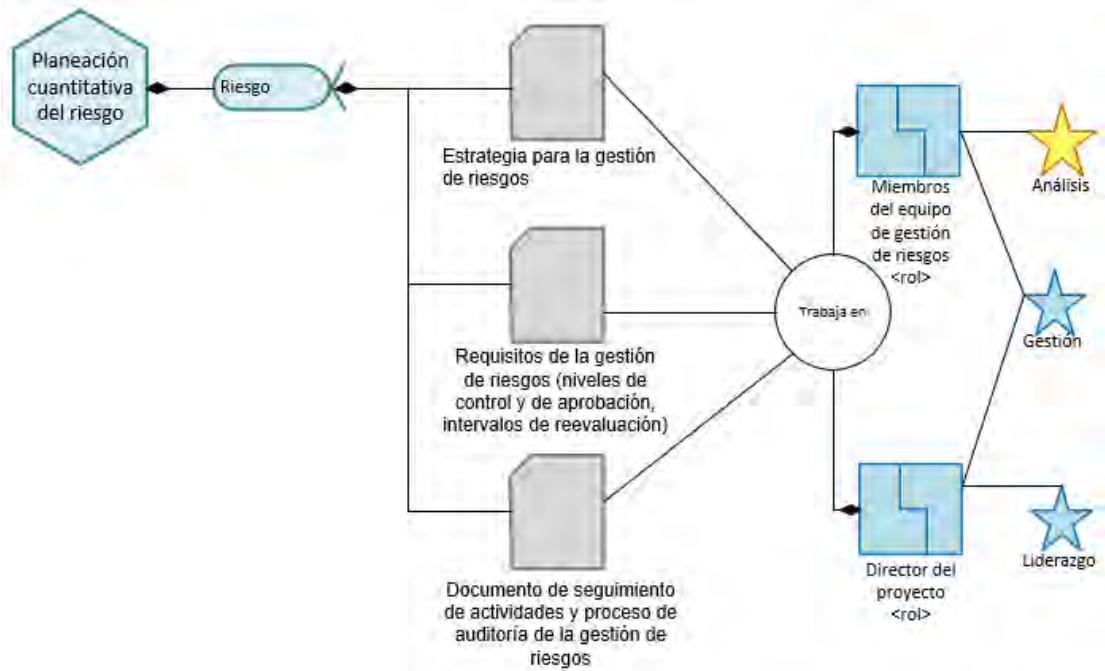 Planeación
cuantitativa
del riesgo
Riesgo
Estrategia para la gestión
de riesgos
Requisitos de la gestión
de riesgos (niveles de
control y de aprobación,
intervalos de reevaluación)
Documento de seguimiento
de actividades y proceso de
auditoría de la gestión de
riesgos
Trabaja en
Miembros
del equipo
de gestión
de riesgos
<rol>
Director del
proyecto
<rol>
Análisis
Gestión
Liderazgo